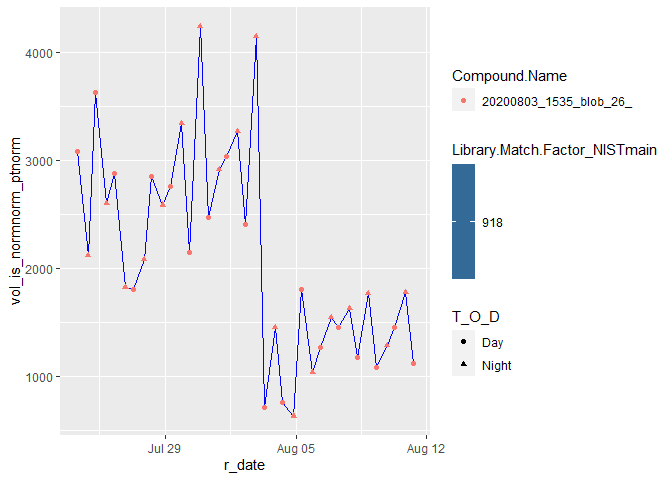 4000
3000
2000
1000
vol_is_normnorm_ptnorm
Jul 29
Aug 05
Aug 12
r_date
Compound.Name
20200803_1535_blob_26_
Library.Match.Factor_NISTmain
918
T_O_D
Day
Night